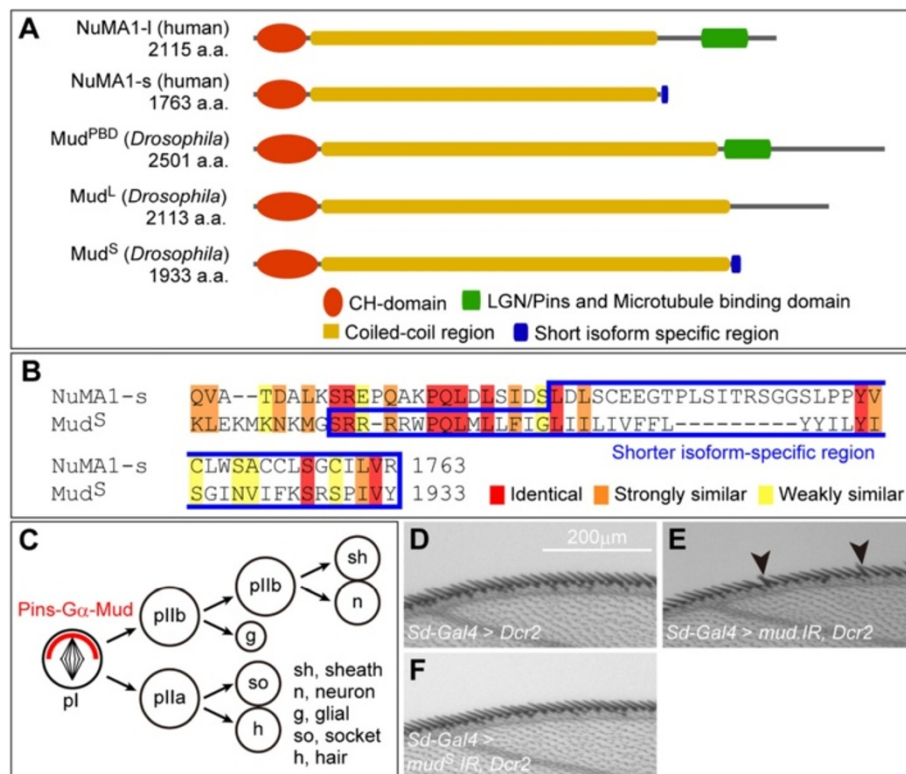 A
NuMA1-l (human)
2115 a.a.
NuMA1-s (human)
1763 a.a.
Mud^PBD (Drosophila)
2501 a.a.
Mud^L (Drosophila)
2113 a.a.
Mud^S (Drosophila)
1933 a.a.
CH-domain
LGN/Pins and Microtubule binding domain
Coiled-coil region
Short isoform specific region
B
NuMA1-s QVA--TDALKSREPQAKPQLDLSIDSLDLSCEEGTPLSITRSGGSLPPYV
Mud^S KLEKMKNKMGSRR-RRWPQLMLLFIGLIILIVFFL---------YYILYI
Shorter isoform-specific region
NuMA1-s CLWSACCLSGCILVR 1763
Mud^S SGINVIFKSRSPIVY 1933
Identical
Strongly similar
Weakly similar
C
Pins-Gα-Mud
pI
pIIb
pIIa
pIIb
g
so
h
sh
n
sh, sheath
n, neuron
g, glial
so, socket
h, hair
D
200μm
Sd-Gal4 > Dcr2
E
Sd-Gal4 > mud.IR, Dcr2
F
Sd-Gal4 >
mud^S.IR, Dcr2